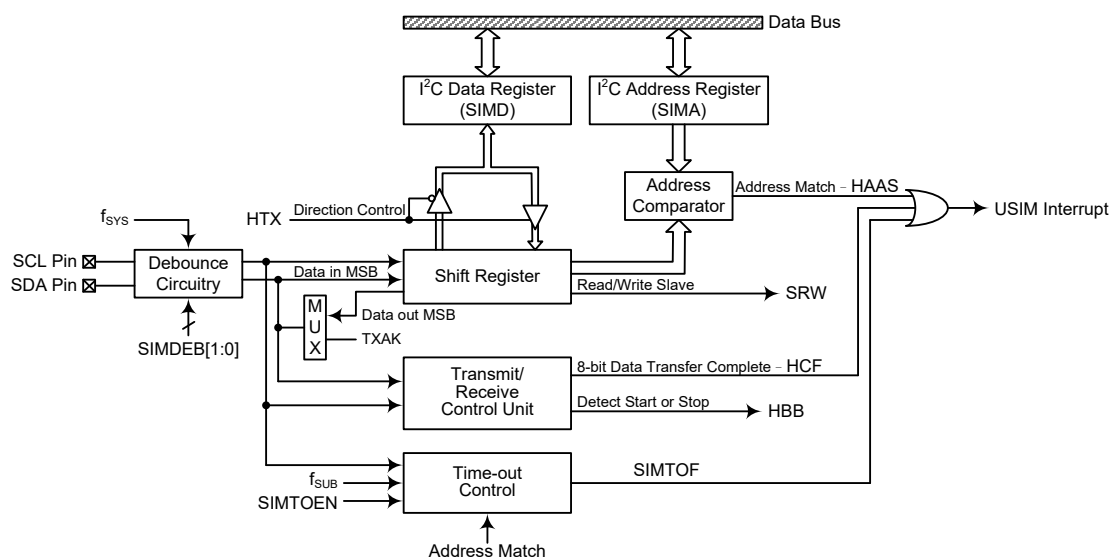 Data Bus
I²C Data Register
(SIMD)
I²C Address Register
(SIMA)
Address
Comparator
Address Match - HAAS
USIM Interrupt
HTX
Direction Control
fSYS
SCL Pin
SDA Pin
Debounce
Circuitry
SIMDEB[1:0]
Data in MSB
Shift Register
Read/Write Slave
SRW
M
U
X
Data out MSB
TXAK
Transmit/
Receive
Control Unit
8-bit Data Transfer Complete - HCF
Detect Start or Stop
HBB
fSUB
SIMTOEN
Time-out
Control
SIMTOF
Address Match